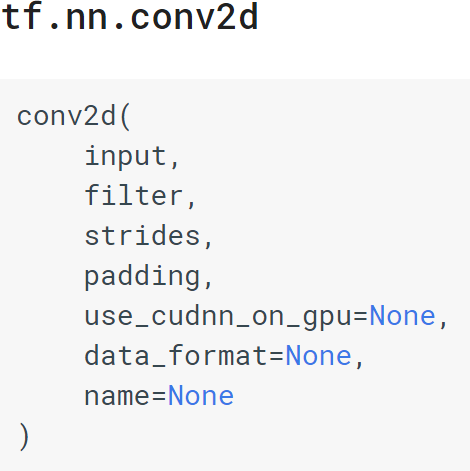 tf.nn.conv2d
conv2d(
    input,
    filter,
    strides,
    padding,
    use_cudnn_on_gpu=None,
    data_format=None,
    name=None
)